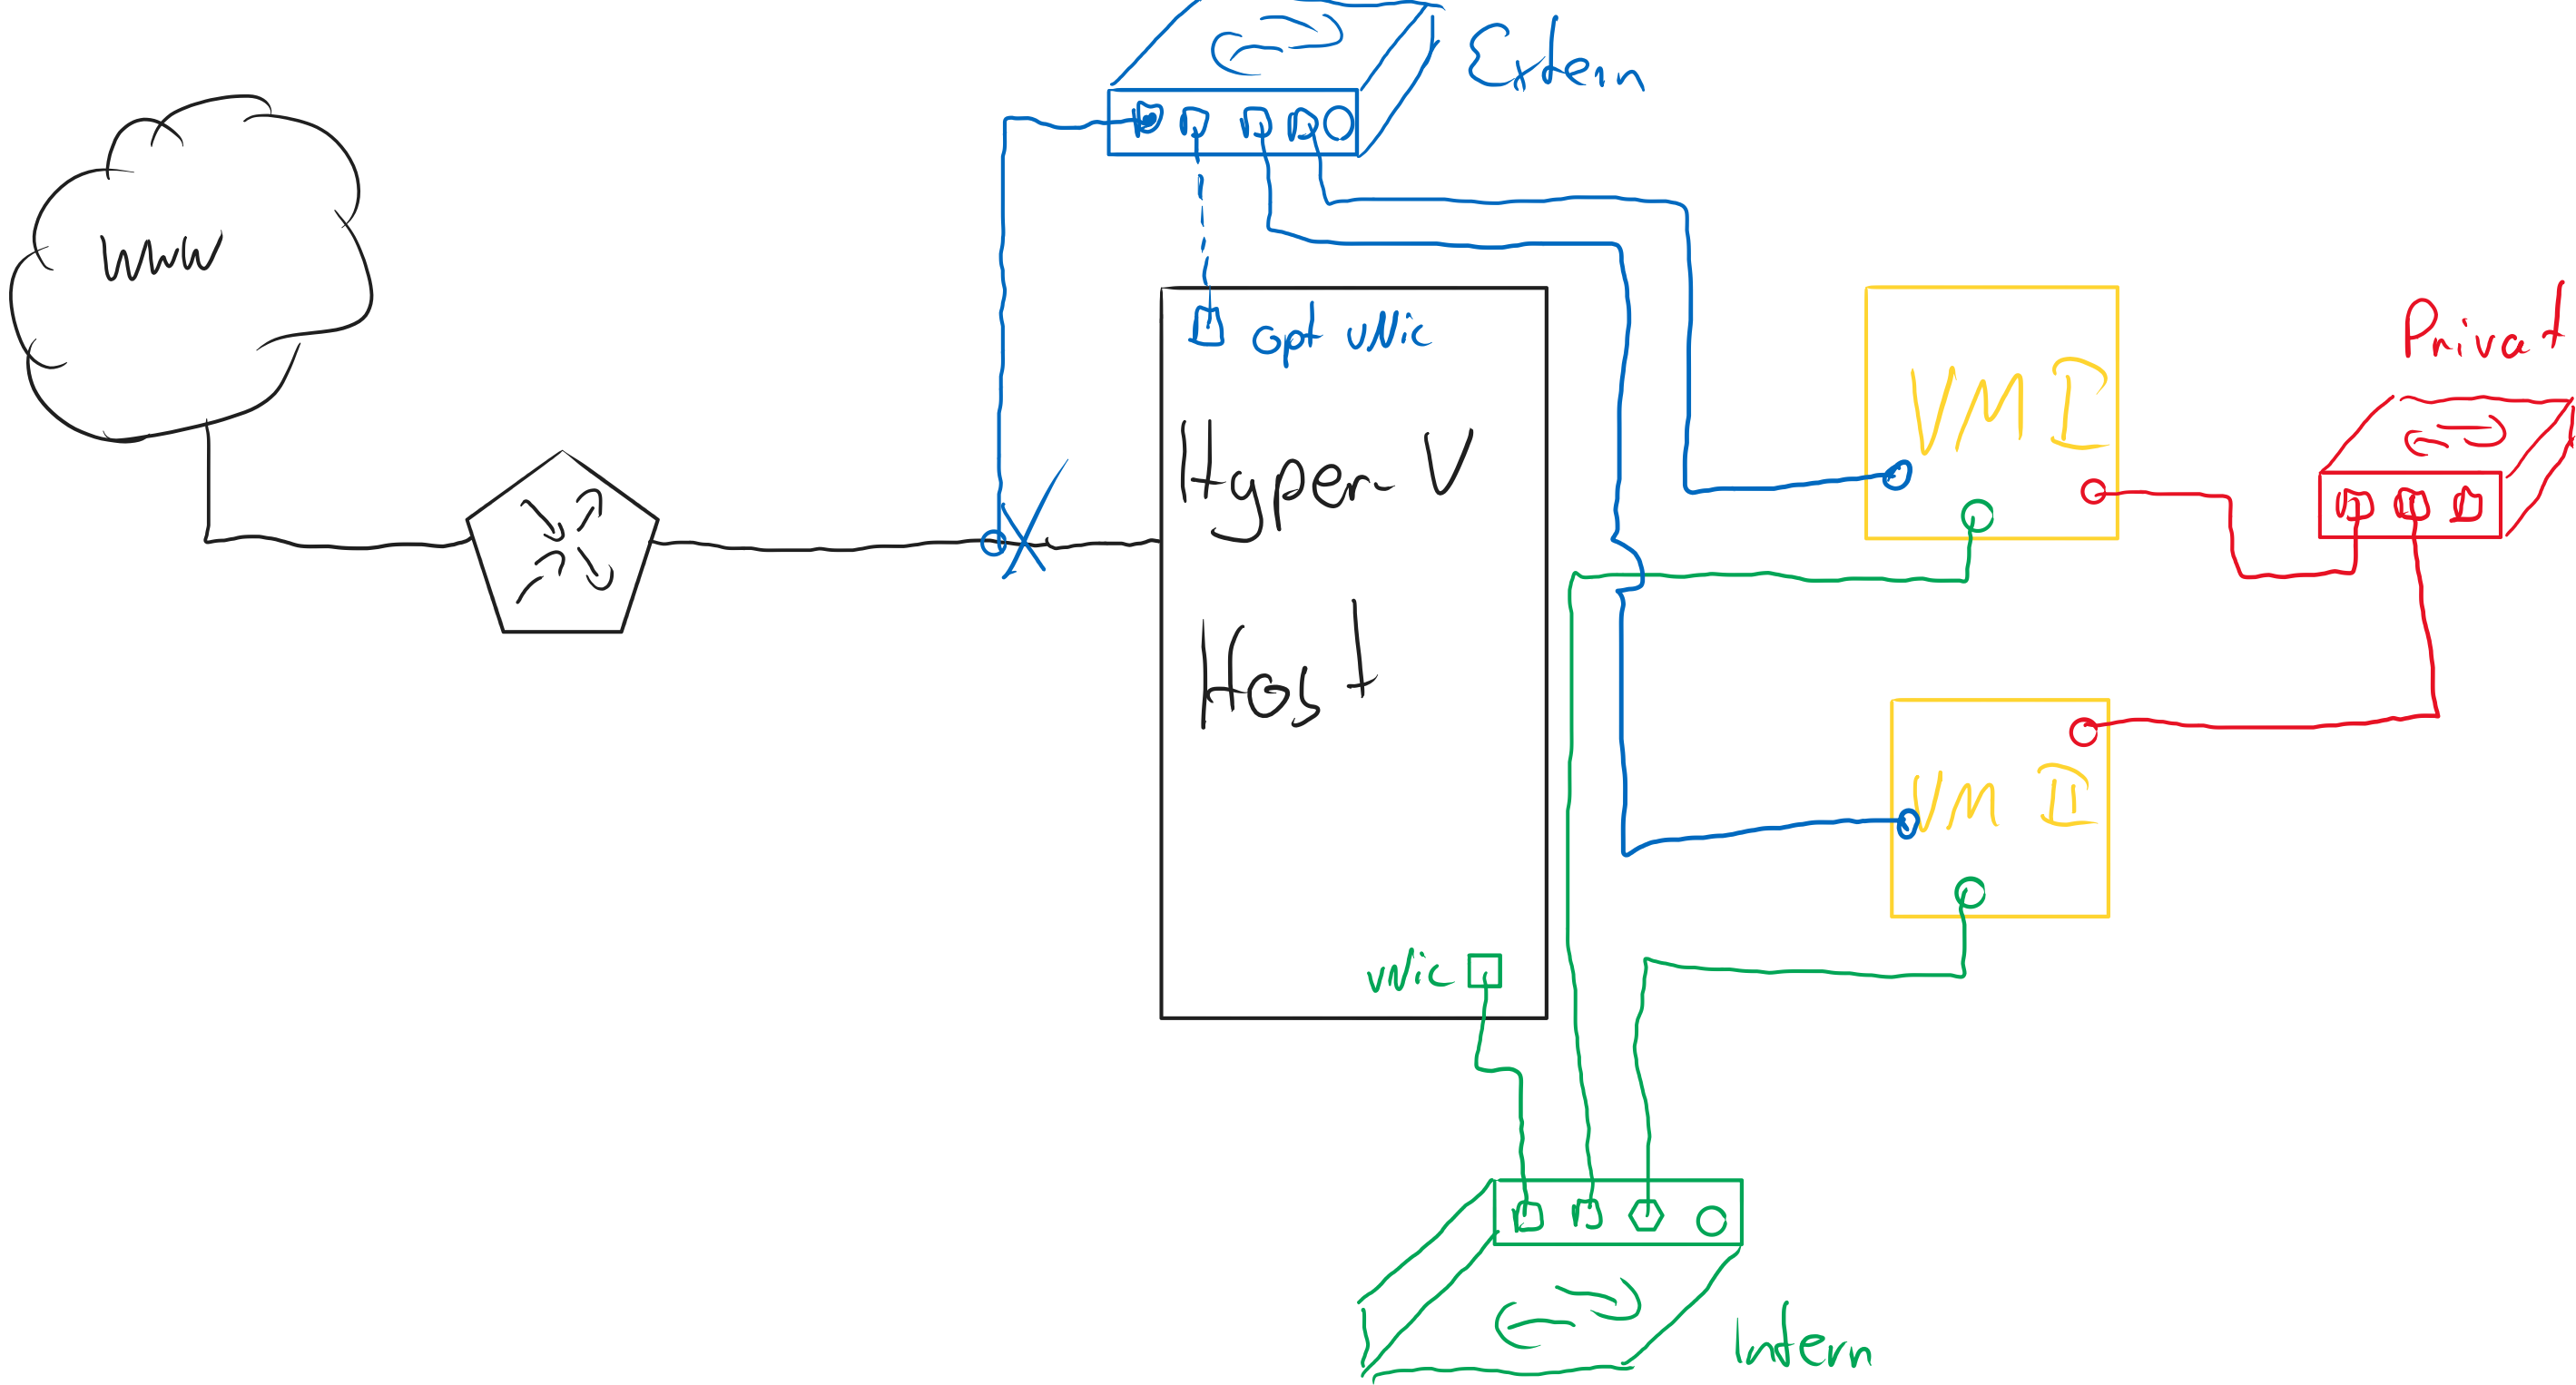 Extern
WWW
opt vNic
Hyper-V
Host
VM I
Privat
VM II
vNic
Intern